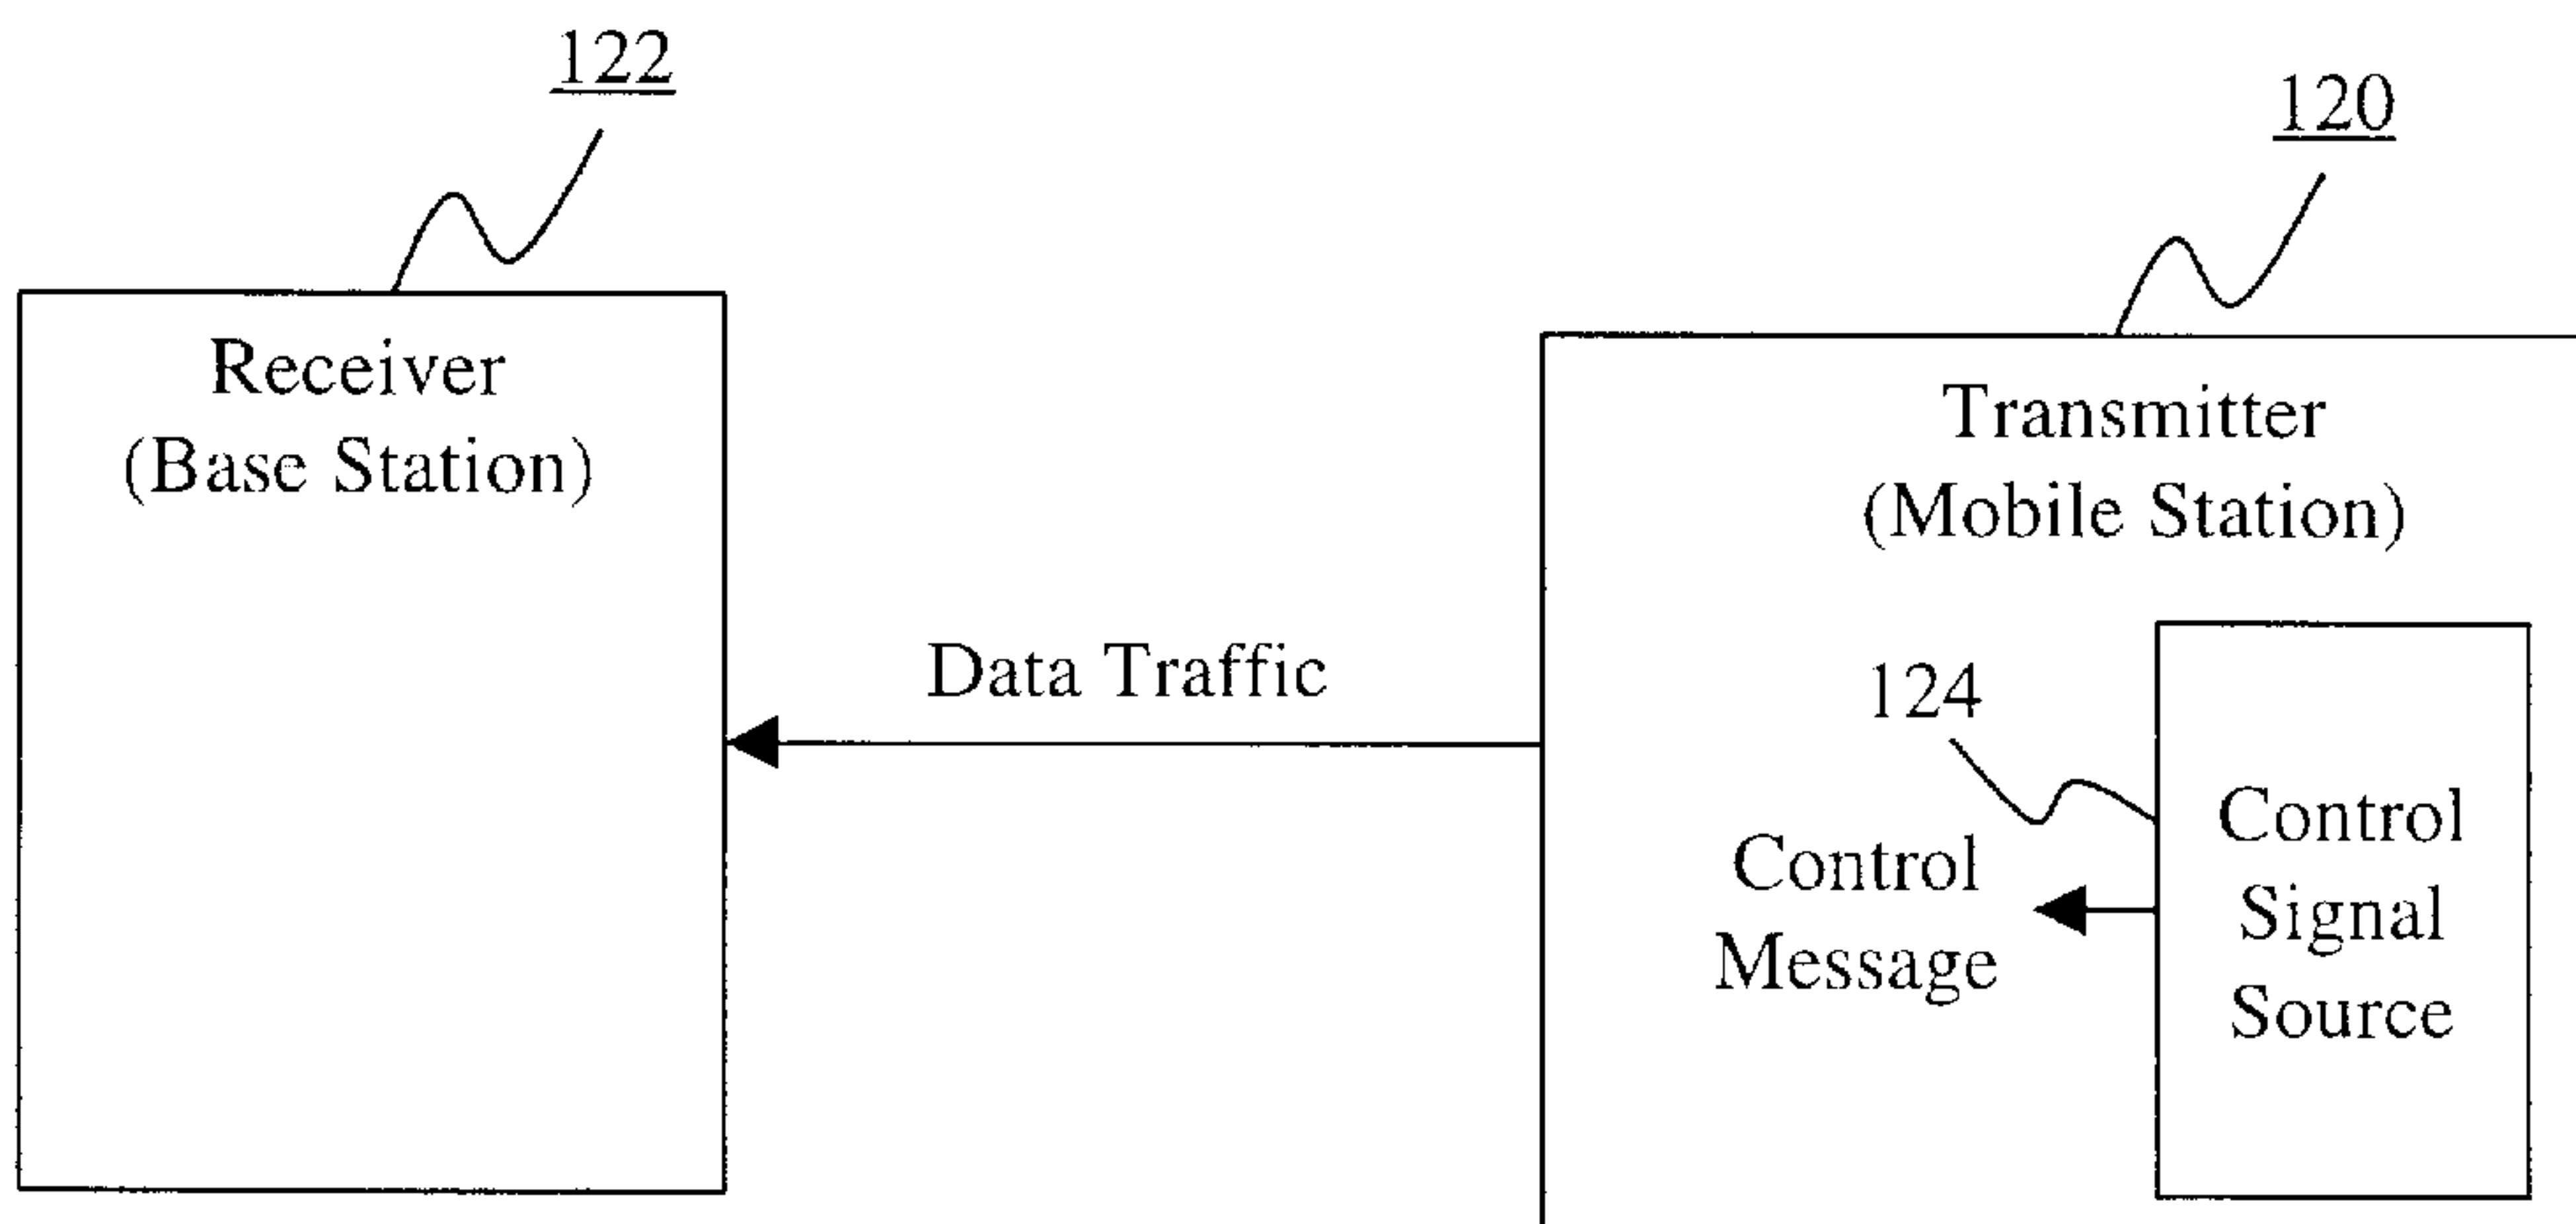 122
120
Receiver
(Base Station)
Transmitter
(Mobile Station)
Data Traffic
124
Control
Message
Control
Signal
Source